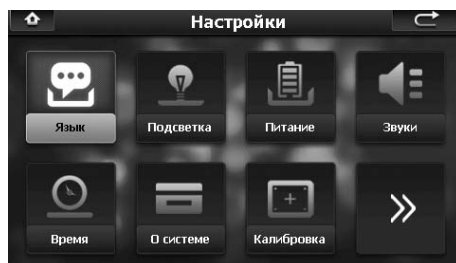 Настройки
Язык
Подсветка
Питание
Звуки
Время
О системе
Калибровка